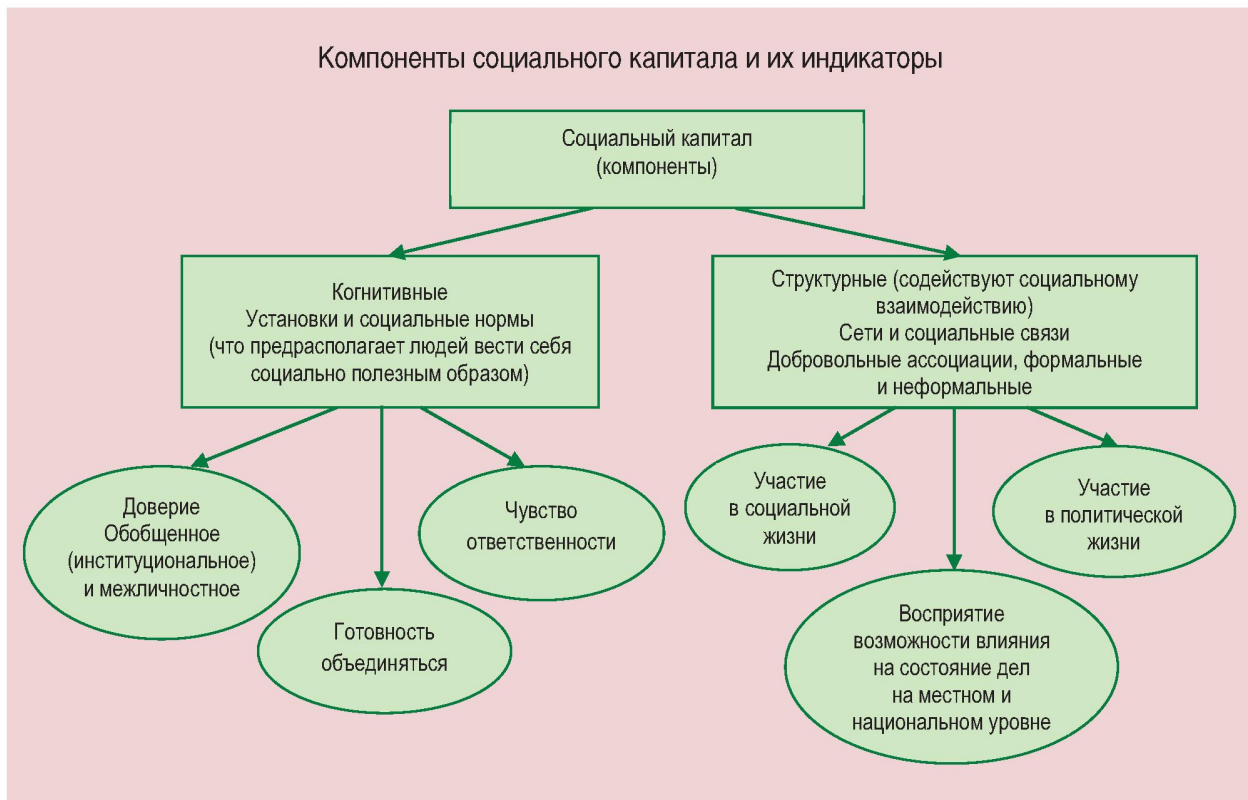 Компоненты социального капитала и их индикаторы
Социальный капитал
(компоненты)
Когнитивные
Установки и социальные нормы
(что предрасполагает людей вести себя
социально полезным образом)
Структурные (содействуют социальному
взаимодействию)
Сети и социальные связи
Добровольные ассоциации, формальные
и неформальные
Доверие
Обобщенное
(институциональное)
и межличностное
Готовность
объединяться
Чувство
ответственности
Участие
в социальной
жизни
Восприятие
возможности влияния
на состояние дел
на местном и
национальном уровне
Участие
в политической
жизни